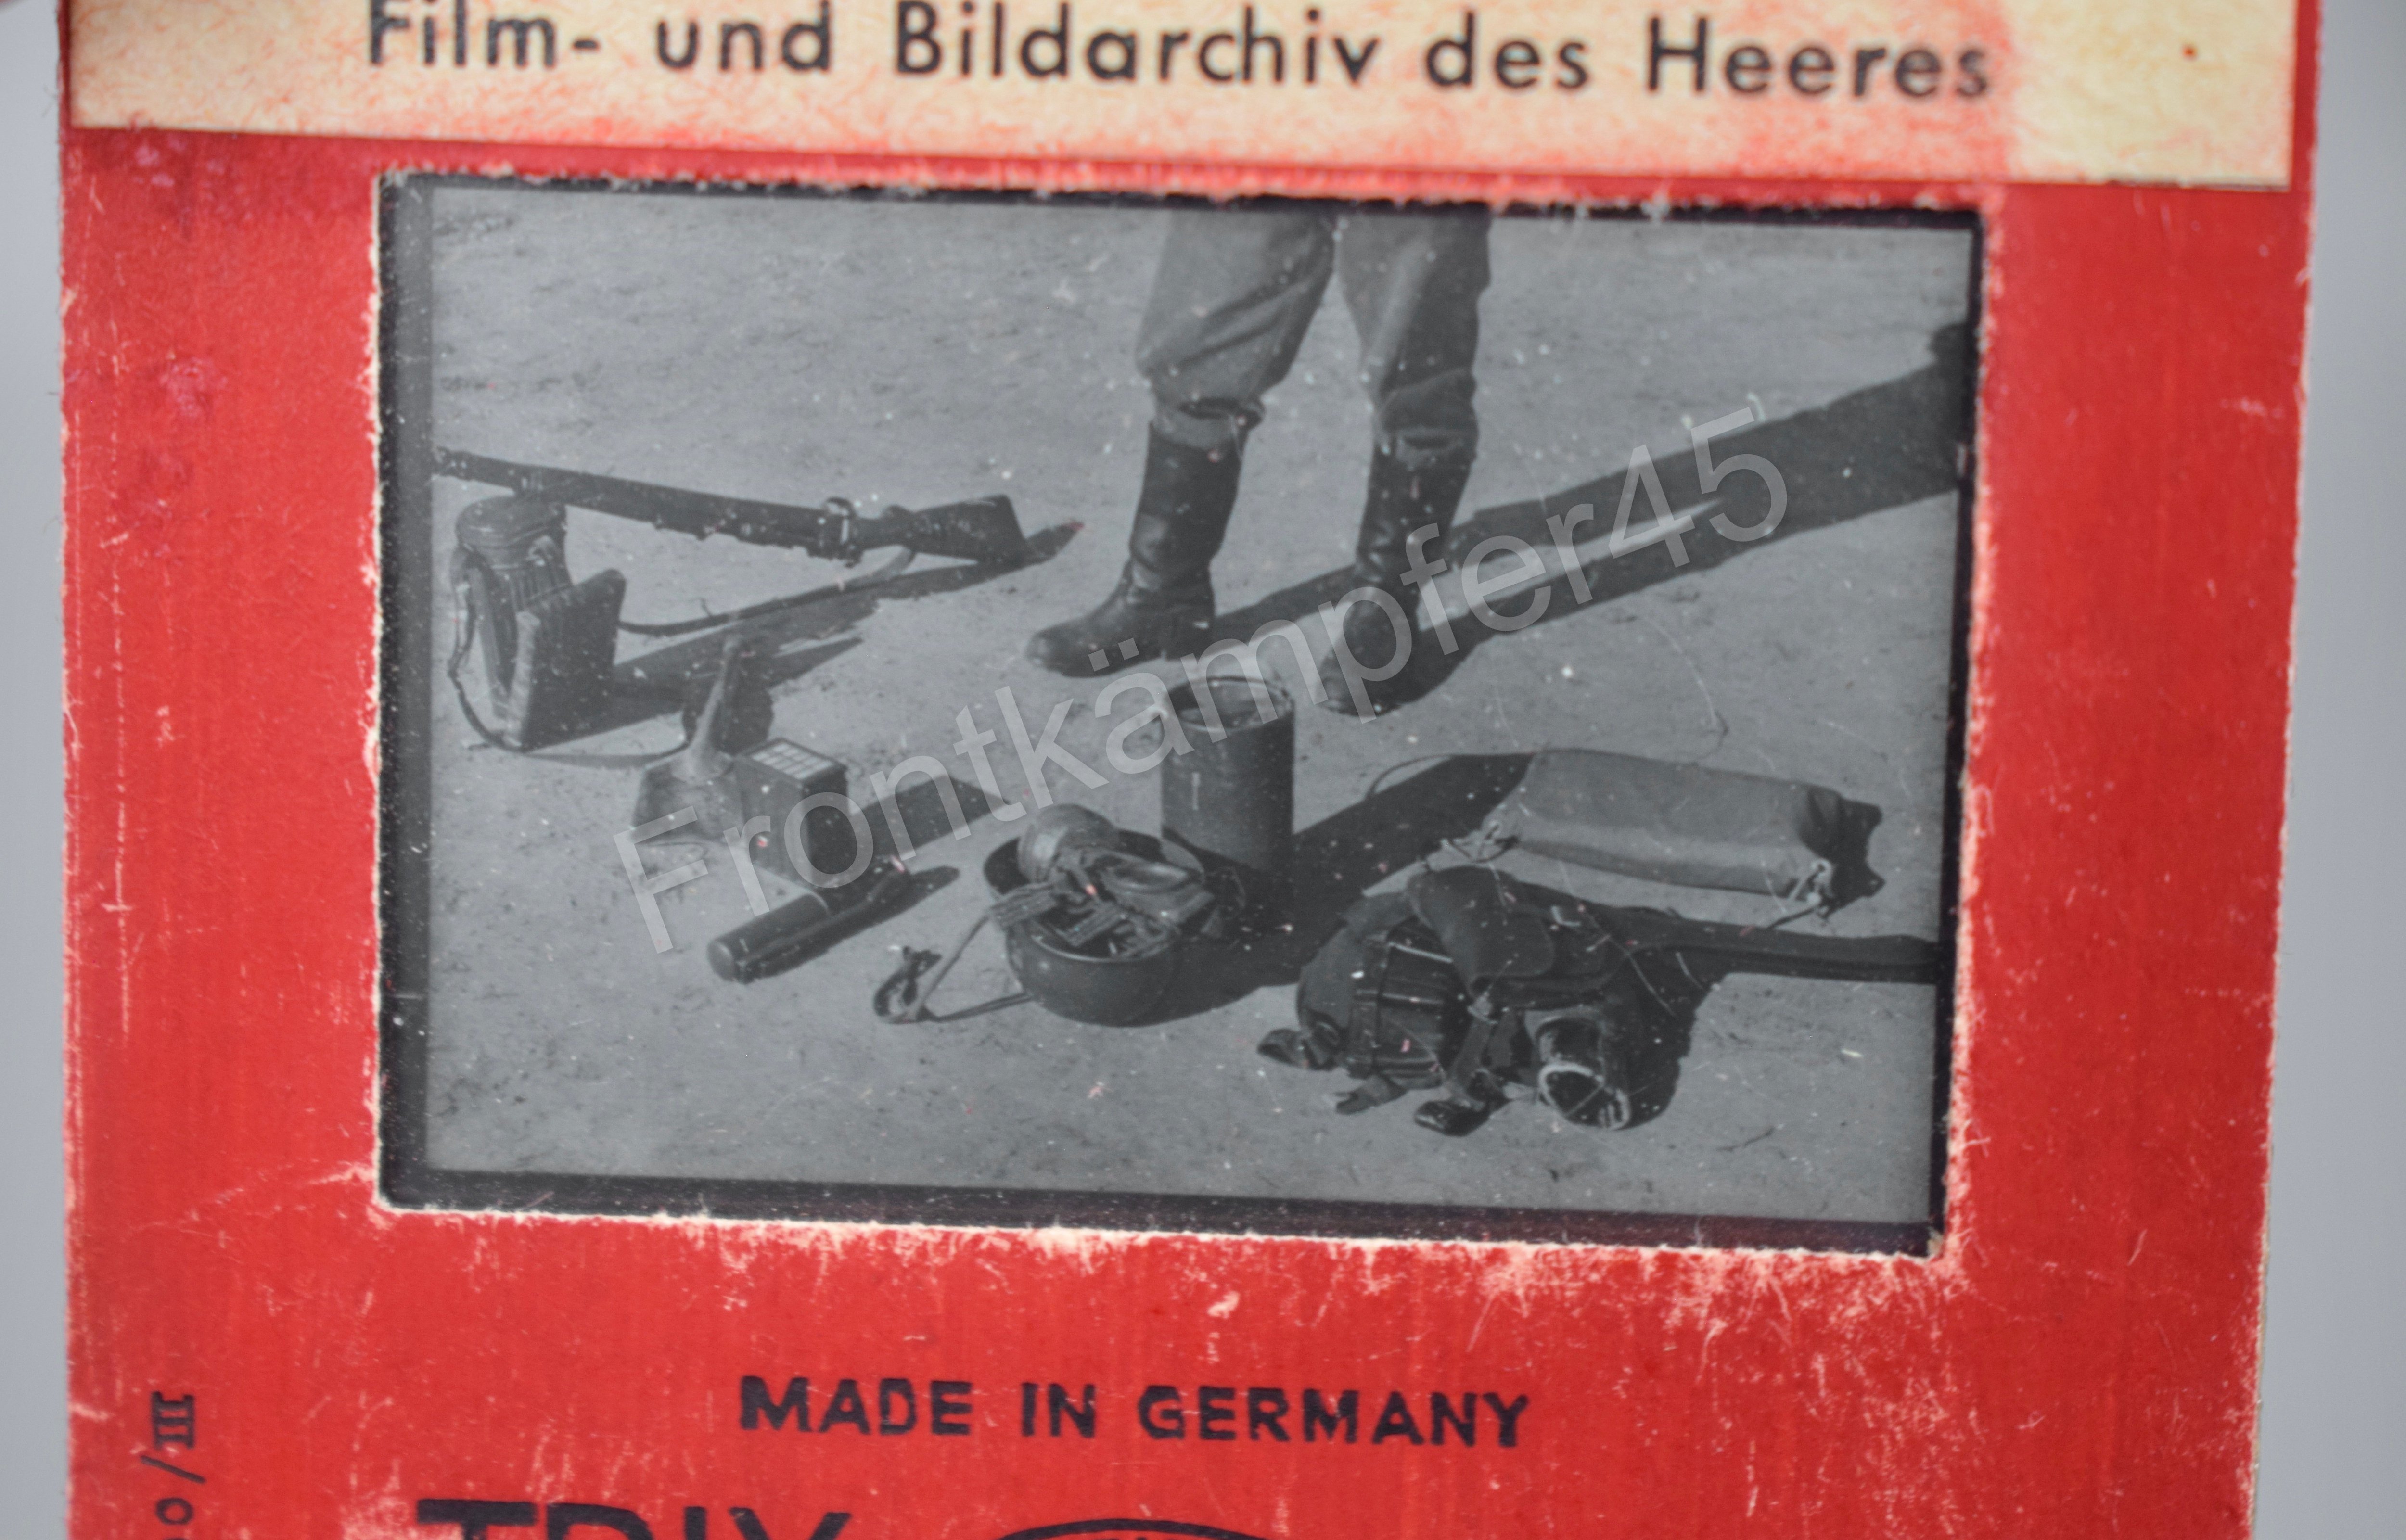 Film- und Bildarchiv des Heeres
Frontkämpfer45
MADE IN GERMANY